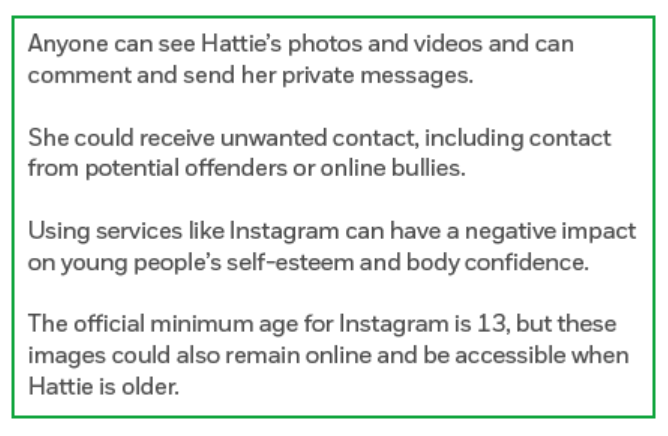 Anyone can see Hattie's photos and videos and can
comment and send her private messages.
She could receive unwanted contact, including contact
from potential offenders or online bullies.
Using services like Instagram can have a negative impact
on young people's self-esteem and body confidence.
The official minimum age for Instagram is 13, but these
images could also remain online and be accessible when
Hattie is older.